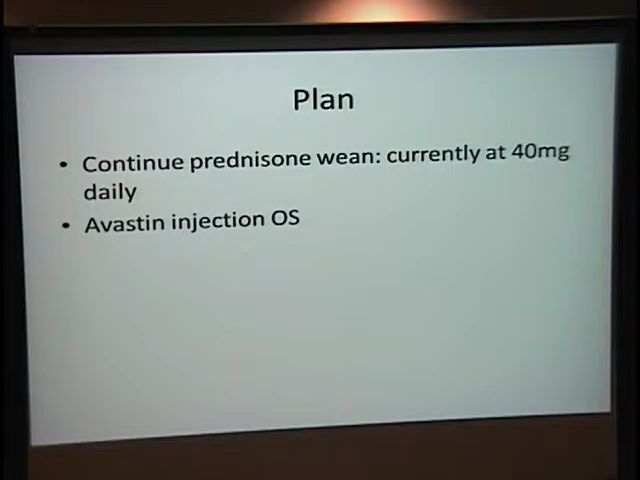 Plan
• Continue prednisone wean: currently at 40mg
daily
• Avastin injection OS